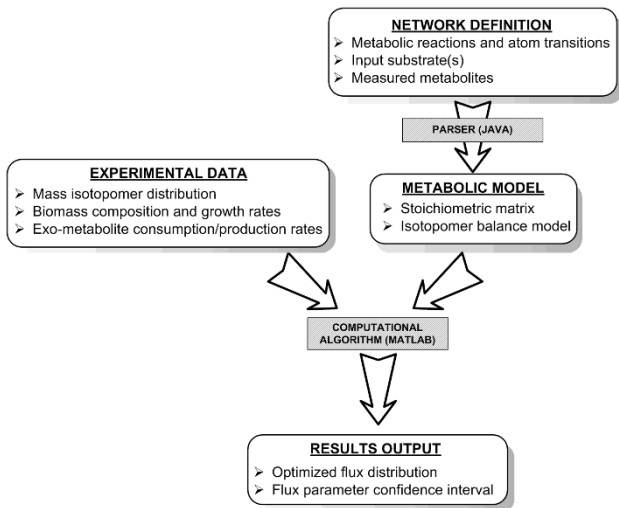 NETWORK DEFINITION
➢ Metabolic reactions and atom transitions
➢ Input substrate(s)
➢ Measured metabolites
PARSER (JAVA)
EXPERIMENTAL DATA
➢ Mass isotopomer distribution
➢ Biomass composition and growth rates
➢ Exo-metabolite consumption/production rates
METABOLIC MODEL
➢ Stoichiometric matrix
➢ Isotopomer balance model
COMPUTATIONAL
ALGORITHM (MATLAB)
RESULTS OUTPUT
➢ Optimized flux distribution
➢ Flux parameter confidence interval